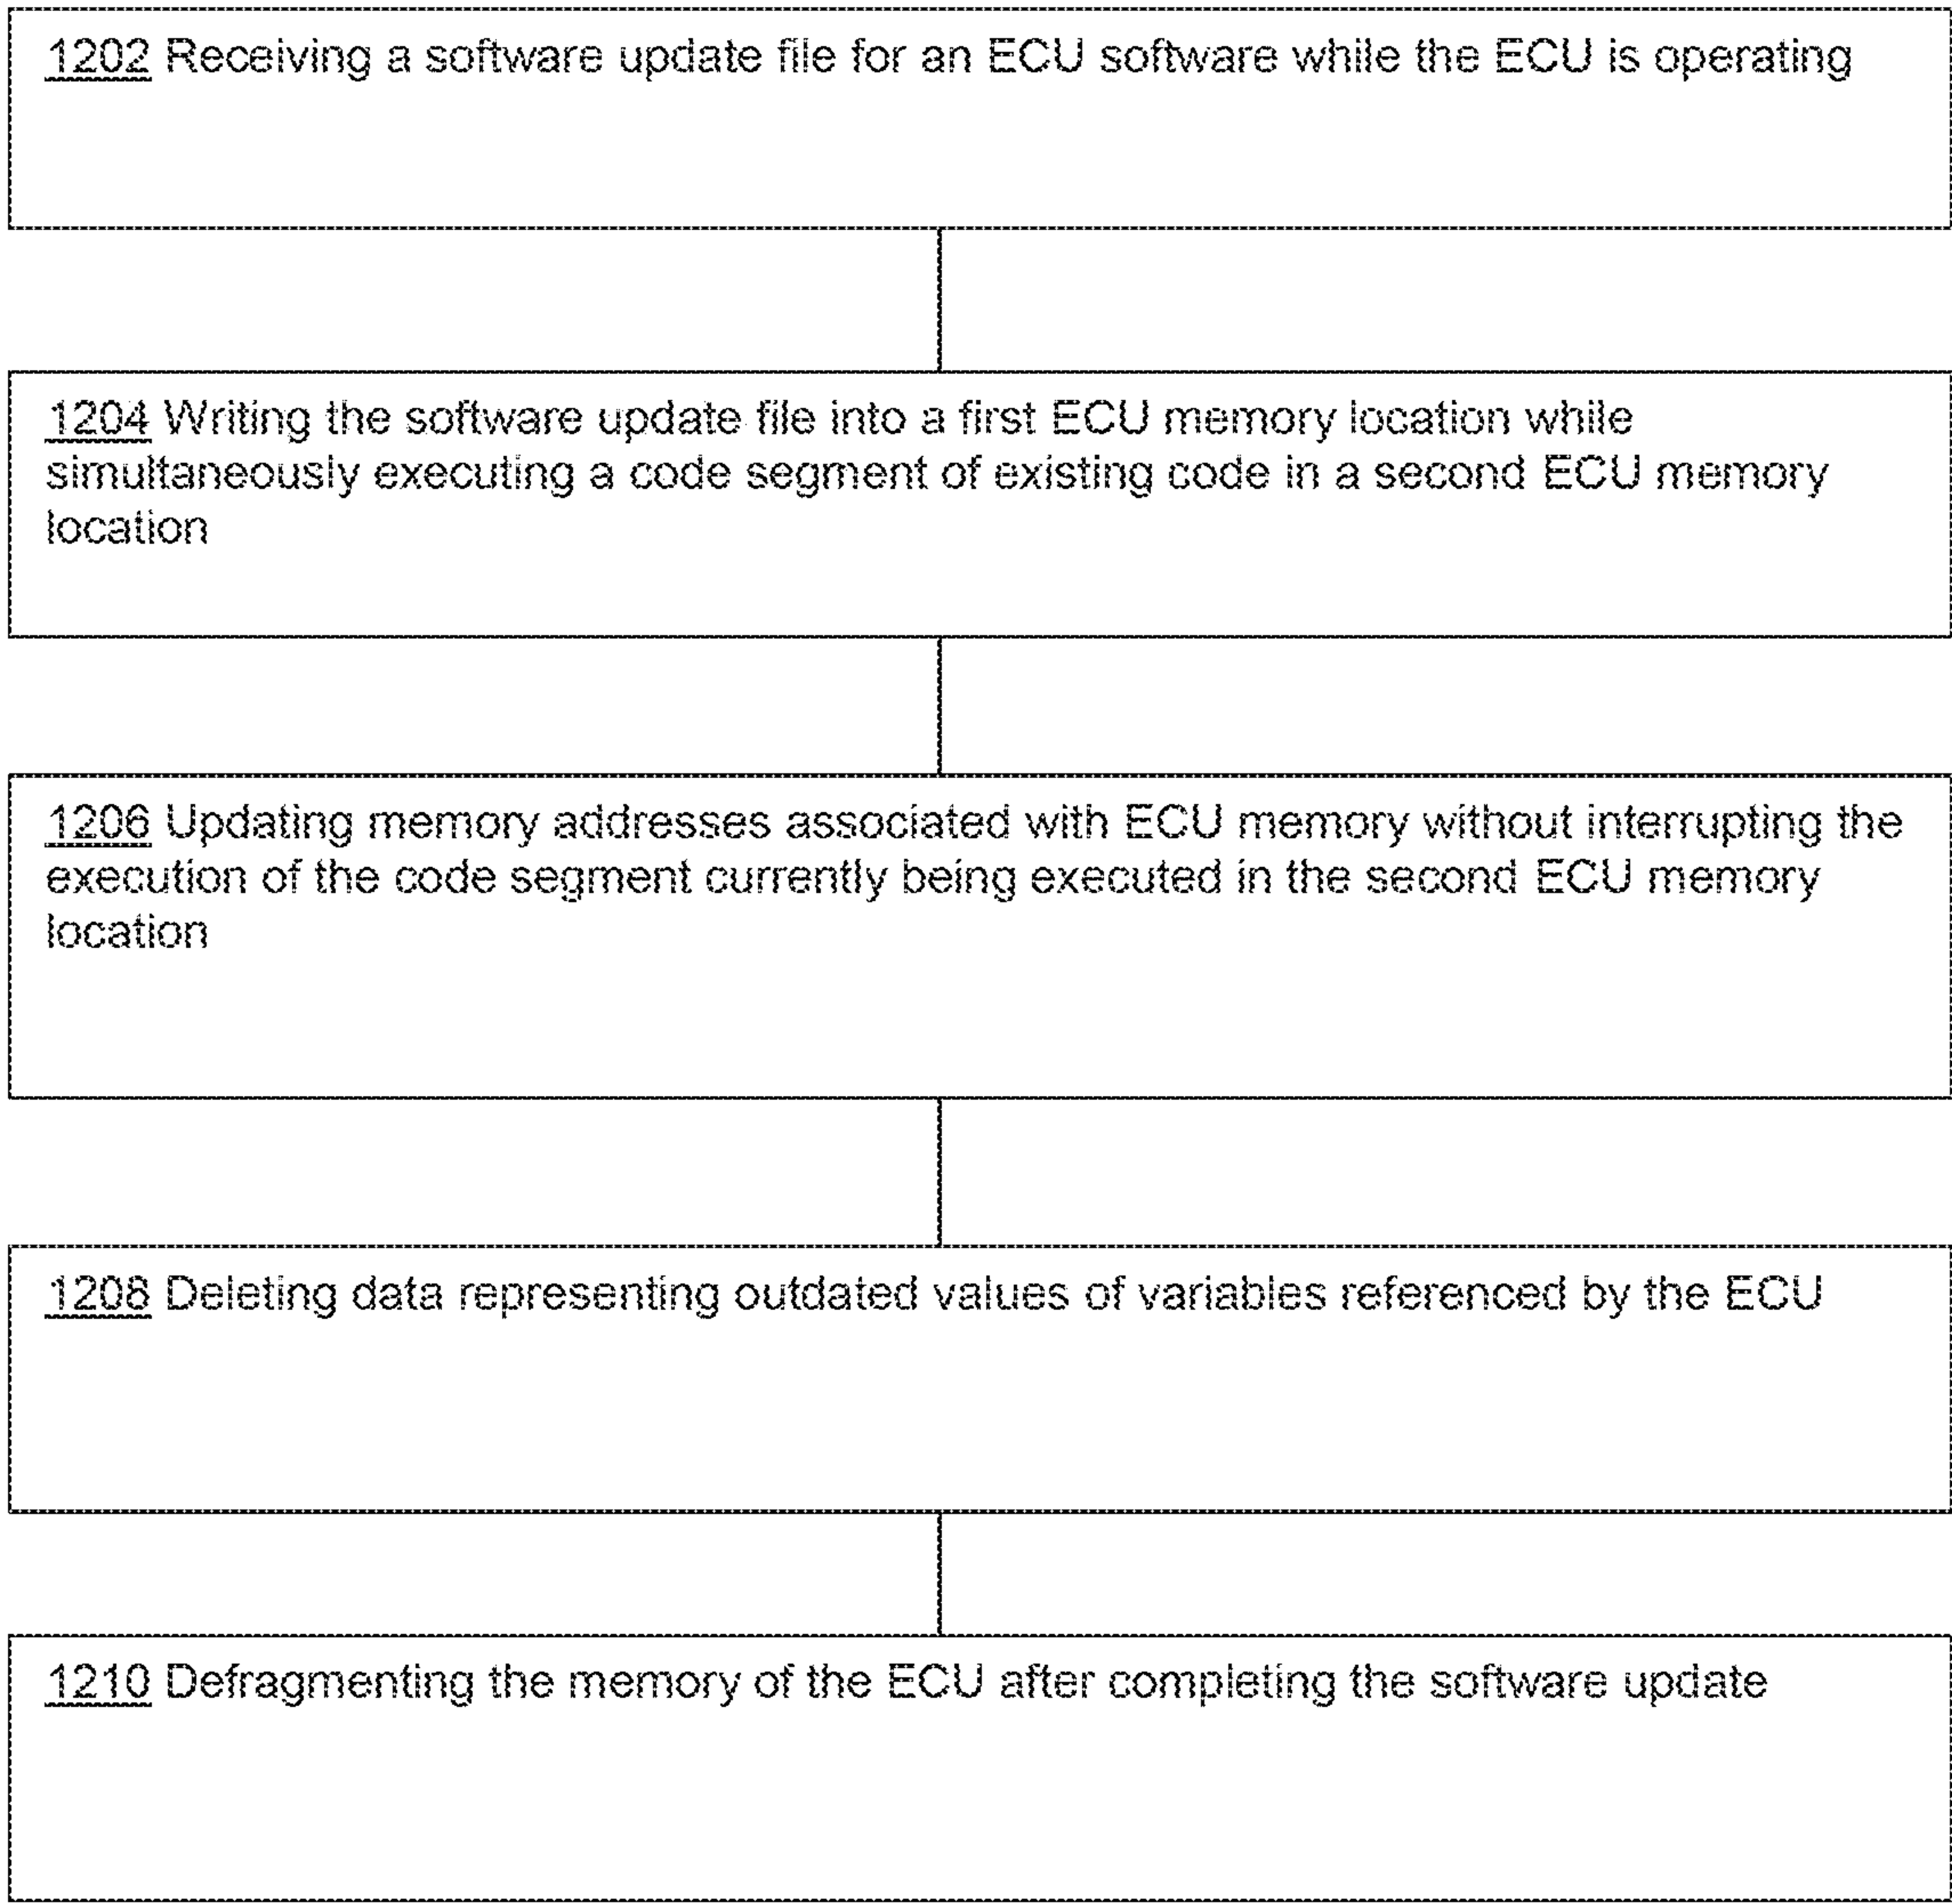 1202 Receiving a software update file for an ECU software while the ECU is operating
1204 Writing the software update file into a first ECU memory location while
simultaneously executing a code segment of existing code in a second ECU memory
location
1206 Updating memory addresses associated with ECU memory without interrupting the
execution of the code segment currently being executed in the second ECU memory
location
1208 Deleting data representing outdated values of variables referenced by the ECU
1210 Defragmenting the memory of the ECU after completing the software update